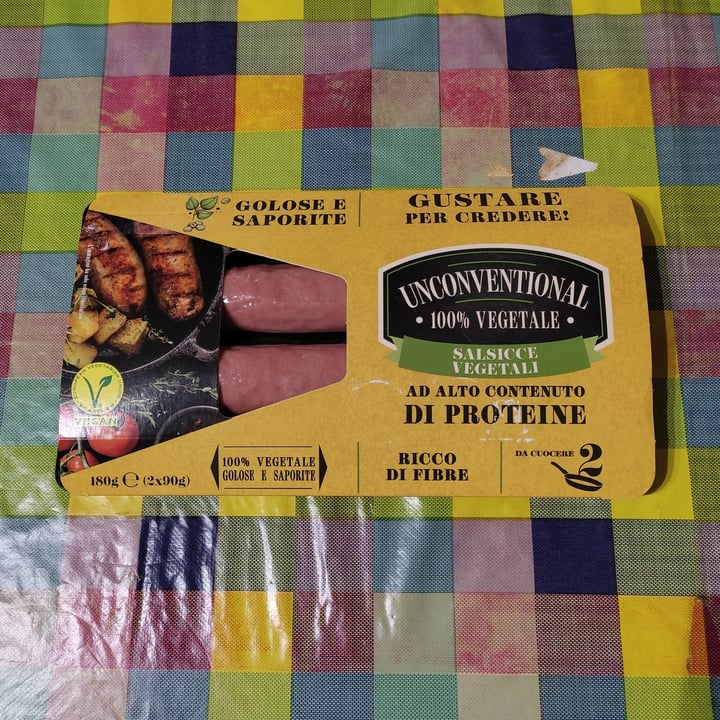 GOLOSE E
SAPORITE
GUSTARE
PER CREDERE!
UNCONVENTIONAL
• 100% VEGETALE •
SALSICCE
VEGETALI
AD ALTO CONTENUTO
DI PROTEINE
VEGAN
180g ℮ (2x90g)
100% VEGETALE
GOLOSE E SAPORITE
RICCO
DI FIBRE
DA CUOCERE
2